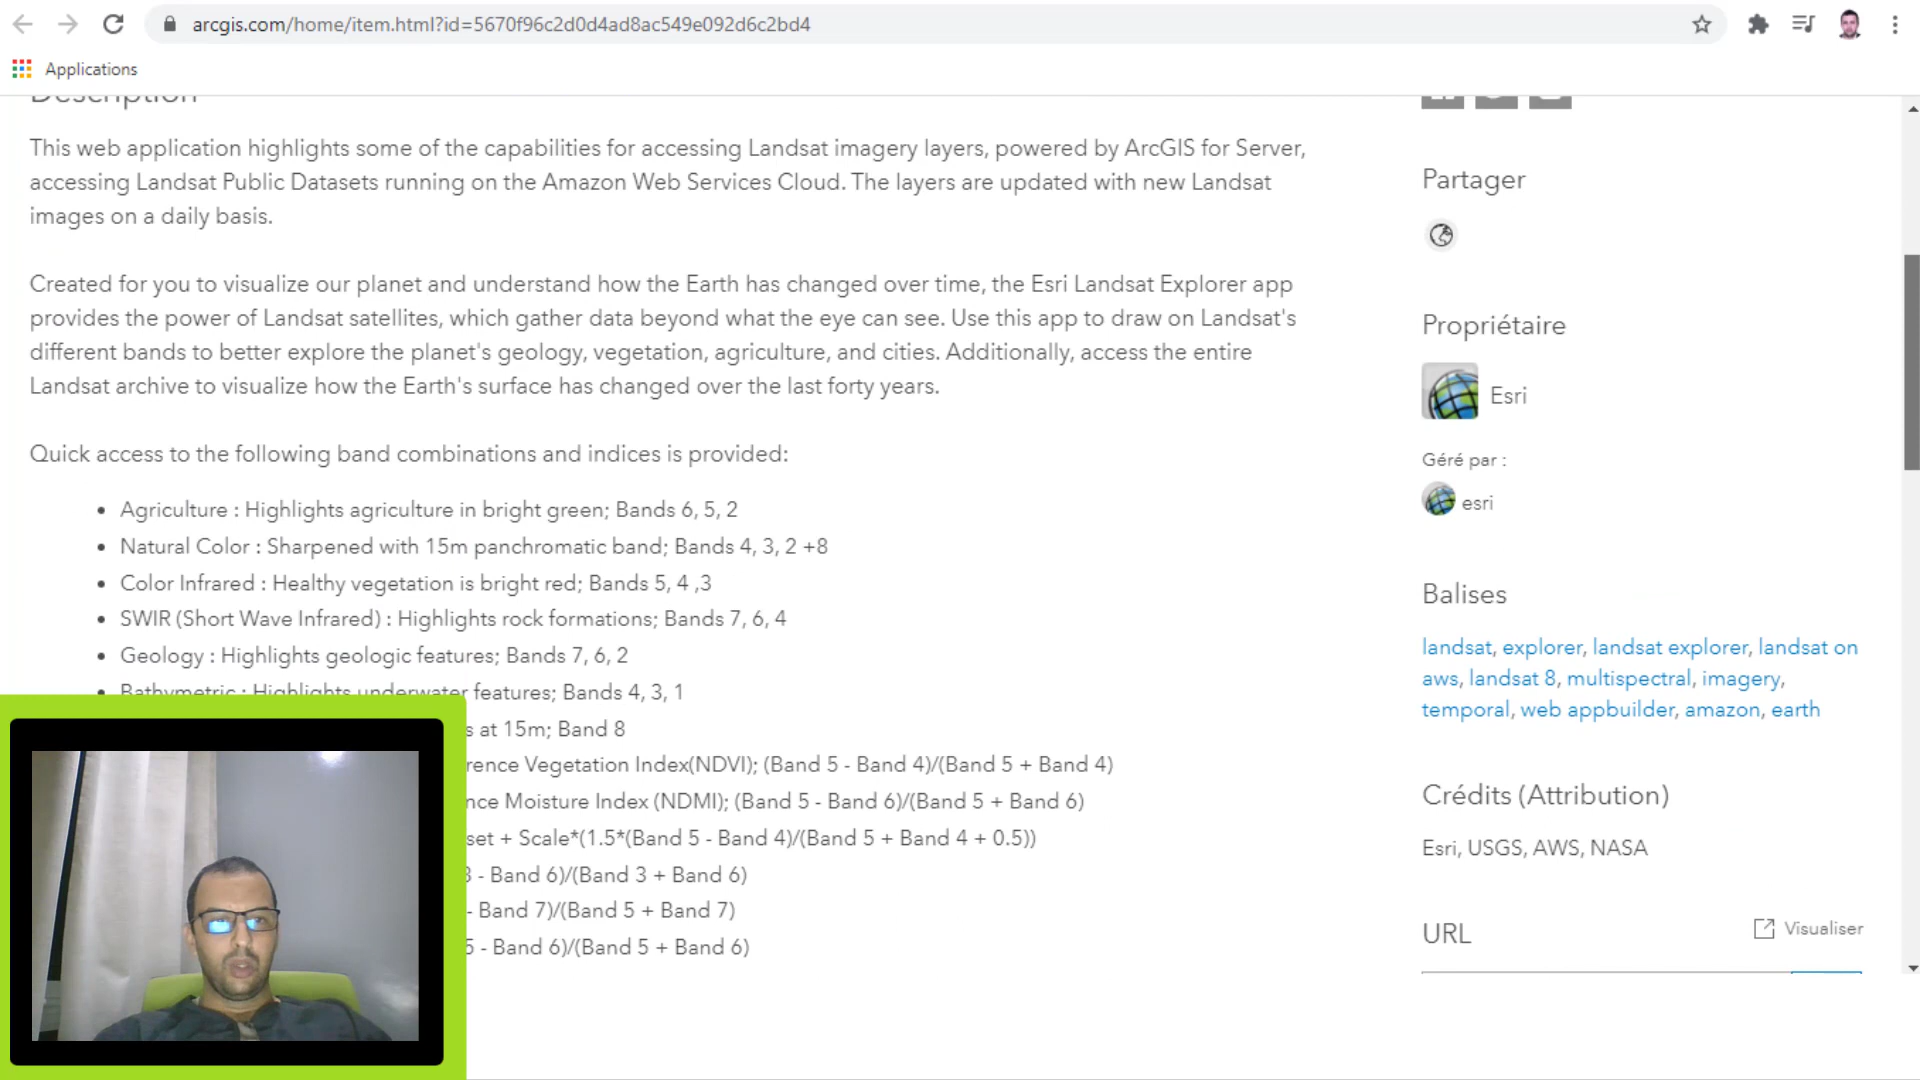 arcgis.com/home/item.html?id=5670f96c2d0d4ad8ac549e092d6c2bd4
Applications
Description
This web application highlights some of the capabilities for accessing Landsat imagery layers, powered by ArcGIS for Server,
accessing Landsat Public Datasets running on the Amazon Web Services Cloud. The layers are updated with new Landsat
images on a daily basis.
Created for you to visualize our planet and understand how the Earth has changed over time, the Esri Landsat Explorer app
provides the power of Landsat satellites, which gather data beyond what the eye can see. Use this app to draw on Landsat's
different bands to better explore the planet's geology, vegetation, agriculture, and cities. Additionally, access the entire
Landsat archive to visualize how the Earth's surface has changed over the last forty years.
Quick access to the following band combinations and indices is provided:
• Agriculture : Highlights agriculture in bright green; Bands 6, 5, 2
• Natural Color : Sharpened with 15m panchromatic band; Bands 4, 3, 2 +8
• Color Infrared : Healthy vegetation is bright red; Bands 5, 4 ,3
• SWIR (Short Wave Infrared) : Highlights rock formations; Bands 7, 6, 4
• Geology : Highlights geologic features; Bands 7, 6, 2
• Bathymetric : Highlights underwater features; Bands 4, 3, 1
s at 15m; Band 8
rence Vegetation Index(NDVI); (Band 5 - Band 4)/(Band 5 + Band 4)
nce Moisture Index (NDMI); (Band 5 - Band 6)/(Band 5 + Band 6)
set + Scale*(1.5*(Band 5 - Band 4)/(Band 5 + Band 4 + 0.5))
3 - Band 6)/(Band 3 + Band 6)
- Band 7)/(Band 5 + Band 7)
5 - Band 6)/(Band 5 + Band 6)
Partager
Propriétaire
Esri
Géré par :
esri
Balises
landsat, explorer, landsat explorer, landsat on
aws, landsat 8, multispectral, imagery,
temporal, web appbuilder, amazon, earth
Crédits (Attribution)
Esri, USGS, AWS, NASA
URL
Visualiser